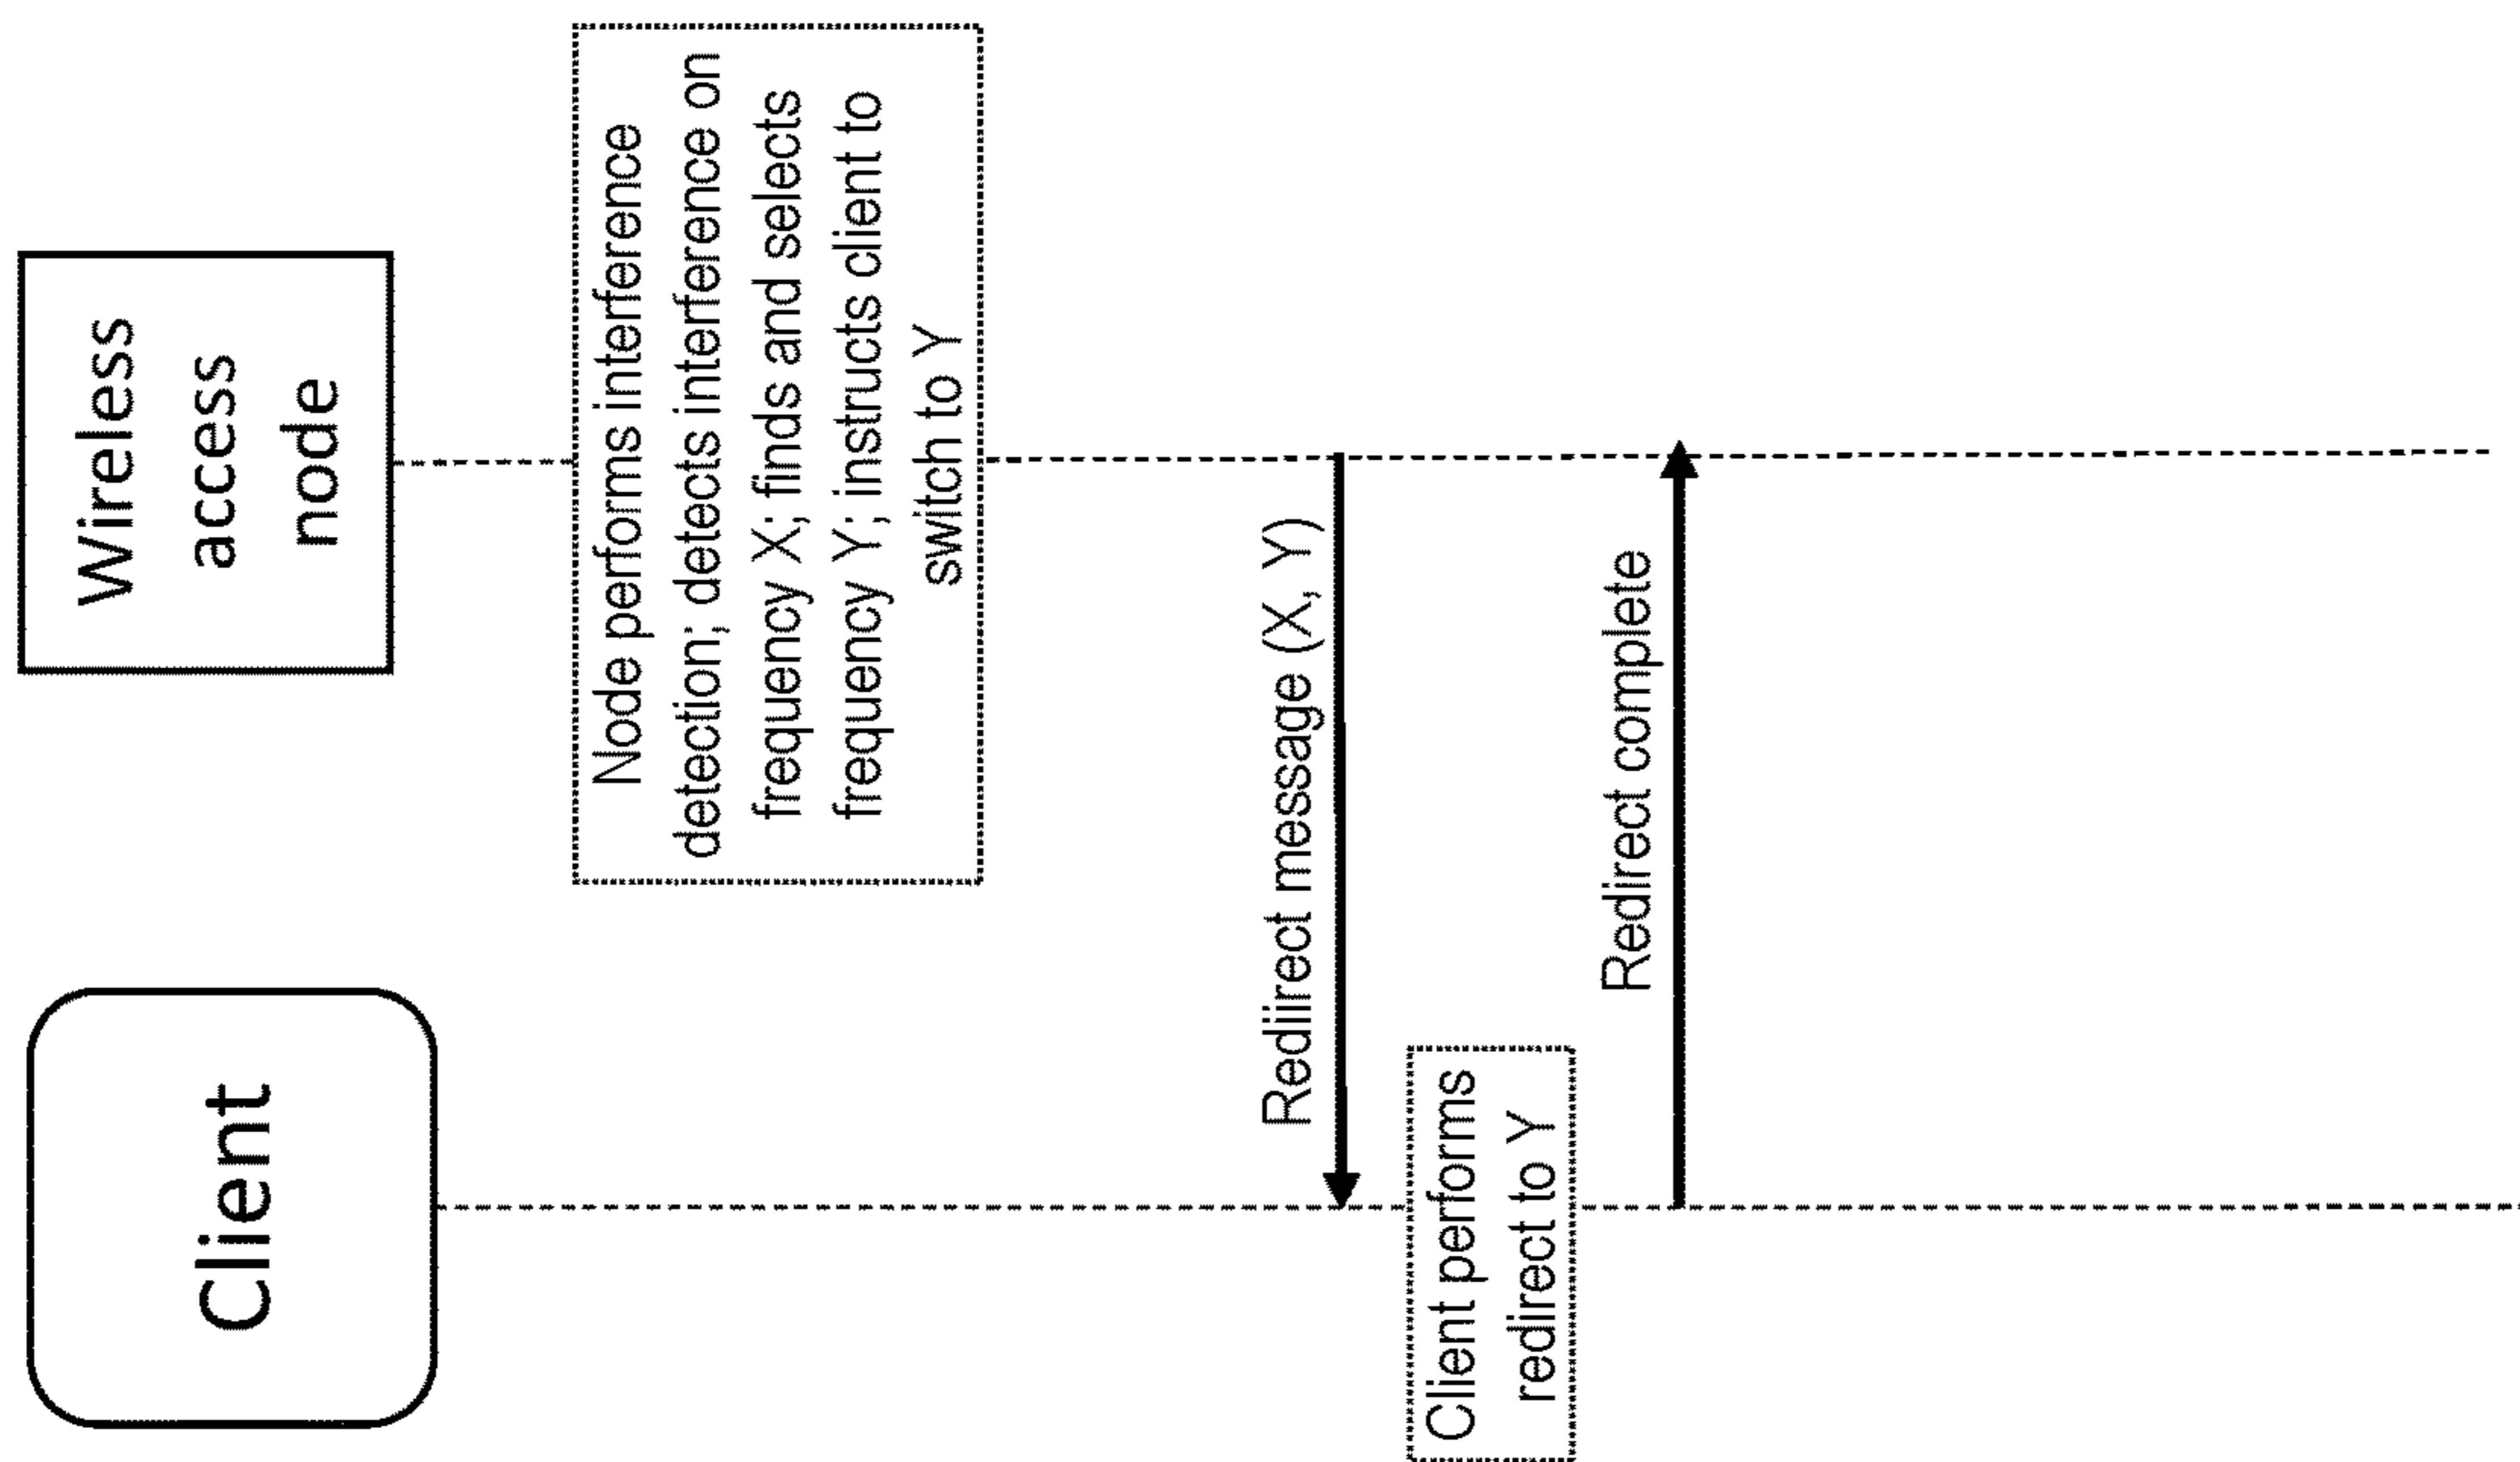 Client
Wireless
access
node
Node performs interference
detection; detects interference on
frequency X; finds and selects
frequency Y; instructs client to
switch to Y
Rediirect message (X, Y)
Client performs
redirect to Y
Redirect complete